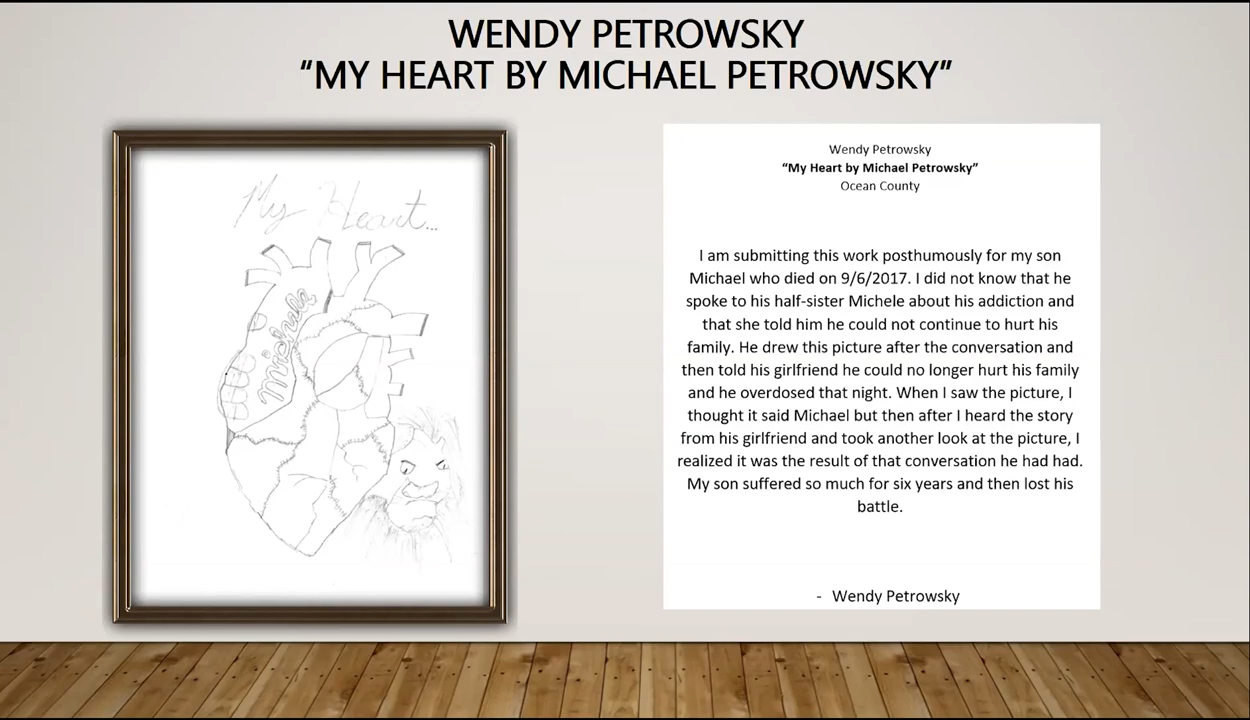 WENDY PETROWSKY
“MY HEART BY MICHAEL PETROWSKY”
My Heart...
Michele
Wendy Petrowsky
“My Heart by Michael Petrowsky”
Ocean County
I am submitting this work posthumously for my son
Michael who died on 9/6/2017. I did not know that he
spoke to his half-sister Michele about his addiction and
that she told him he could not continue to hurt his
family. He drew this picture after the conversation and
then told his girlfriend he could no longer hurt his family
and he overdosed that night. When I saw the picture, I
thought it said Michael but then after I heard the story
from his girlfriend and took another look at the picture, I
realized it was the result of that conversation he had had.
My son suffered so much for six years and then lost his
battle.
- Wendy Petrowsky